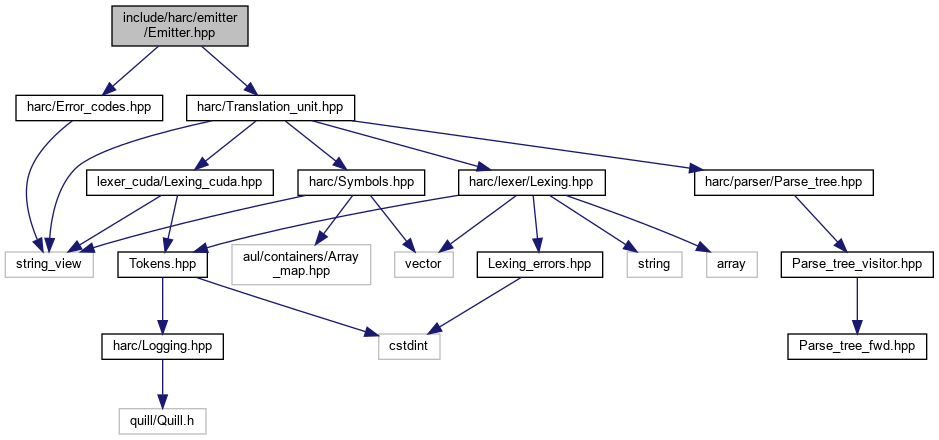 include/harc/emitter
/Emitter.hpp
harc/Error_codes.hpp
harc/Translation_unit.hpp
lexer_cuda/Lexing_cuda.hpp
harc/Symbols.hpp
harc/lexer/Lexing.hpp
harc/parser/Parse_tree.hpp
string_view
Tokens.hpp
aul/containers/Array
_map.hpp
vector
Lexing_errors.hpp
string
array
Parse_tree_visitor.hpp
harc/Logging.hpp
cstdint
Parse_tree_fwd.hpp
quill/Quill.h